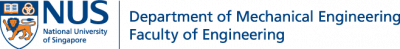 NUS
National University
of Singapore
Department of Mechanical Engineering
Faculty of Engineering